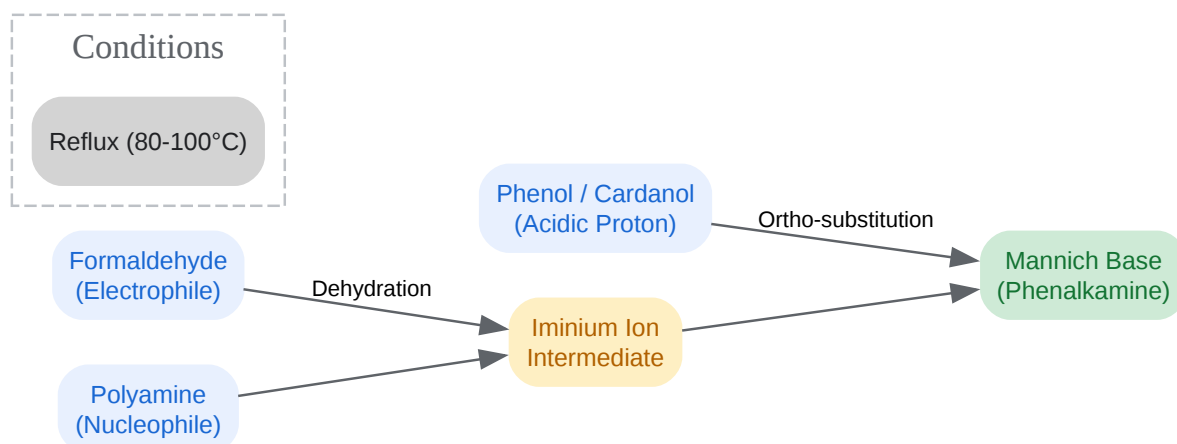 Conditions
Reflux (80-100°C)
Phenol / Cardanol
(Acidic Proton)
Ortho-substitution
Formaldehyde
(Electrophile)
Dehydration
Mannich Base
(Phenalkamine)
Iminium Ion
Intermediate
Polyamine
(Nucleophile)